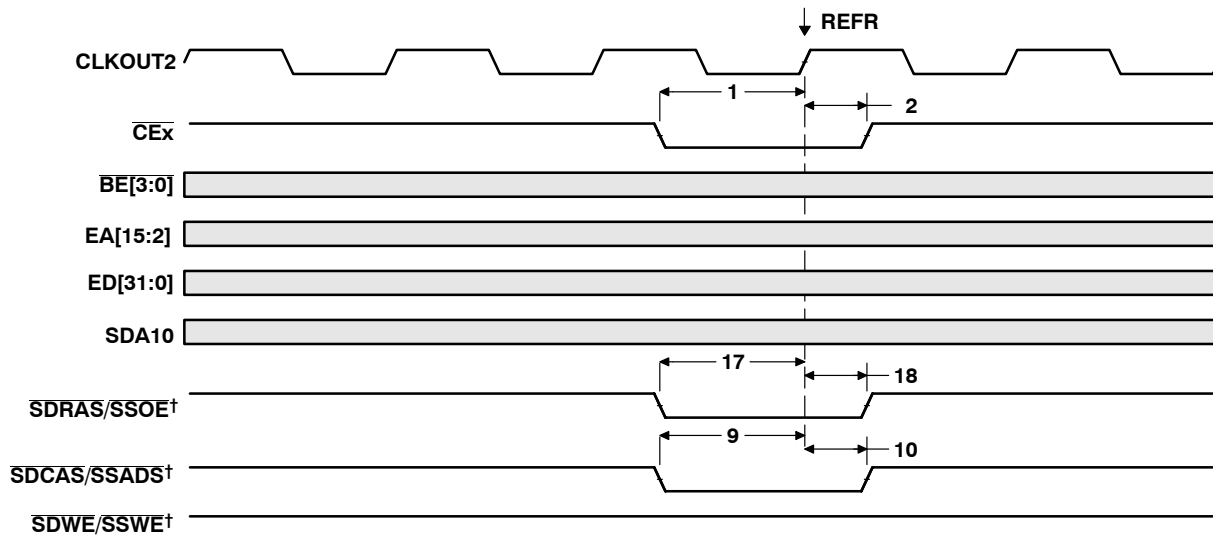 REFR
CLKOUT2
1
2
CEx
BE[3:0]
EA[15:2]
ED[31:0]
SDA10
17
18
SDRAS/SSOE†
9
10
SDCAS/SSADS†
SDWE/SSWE†